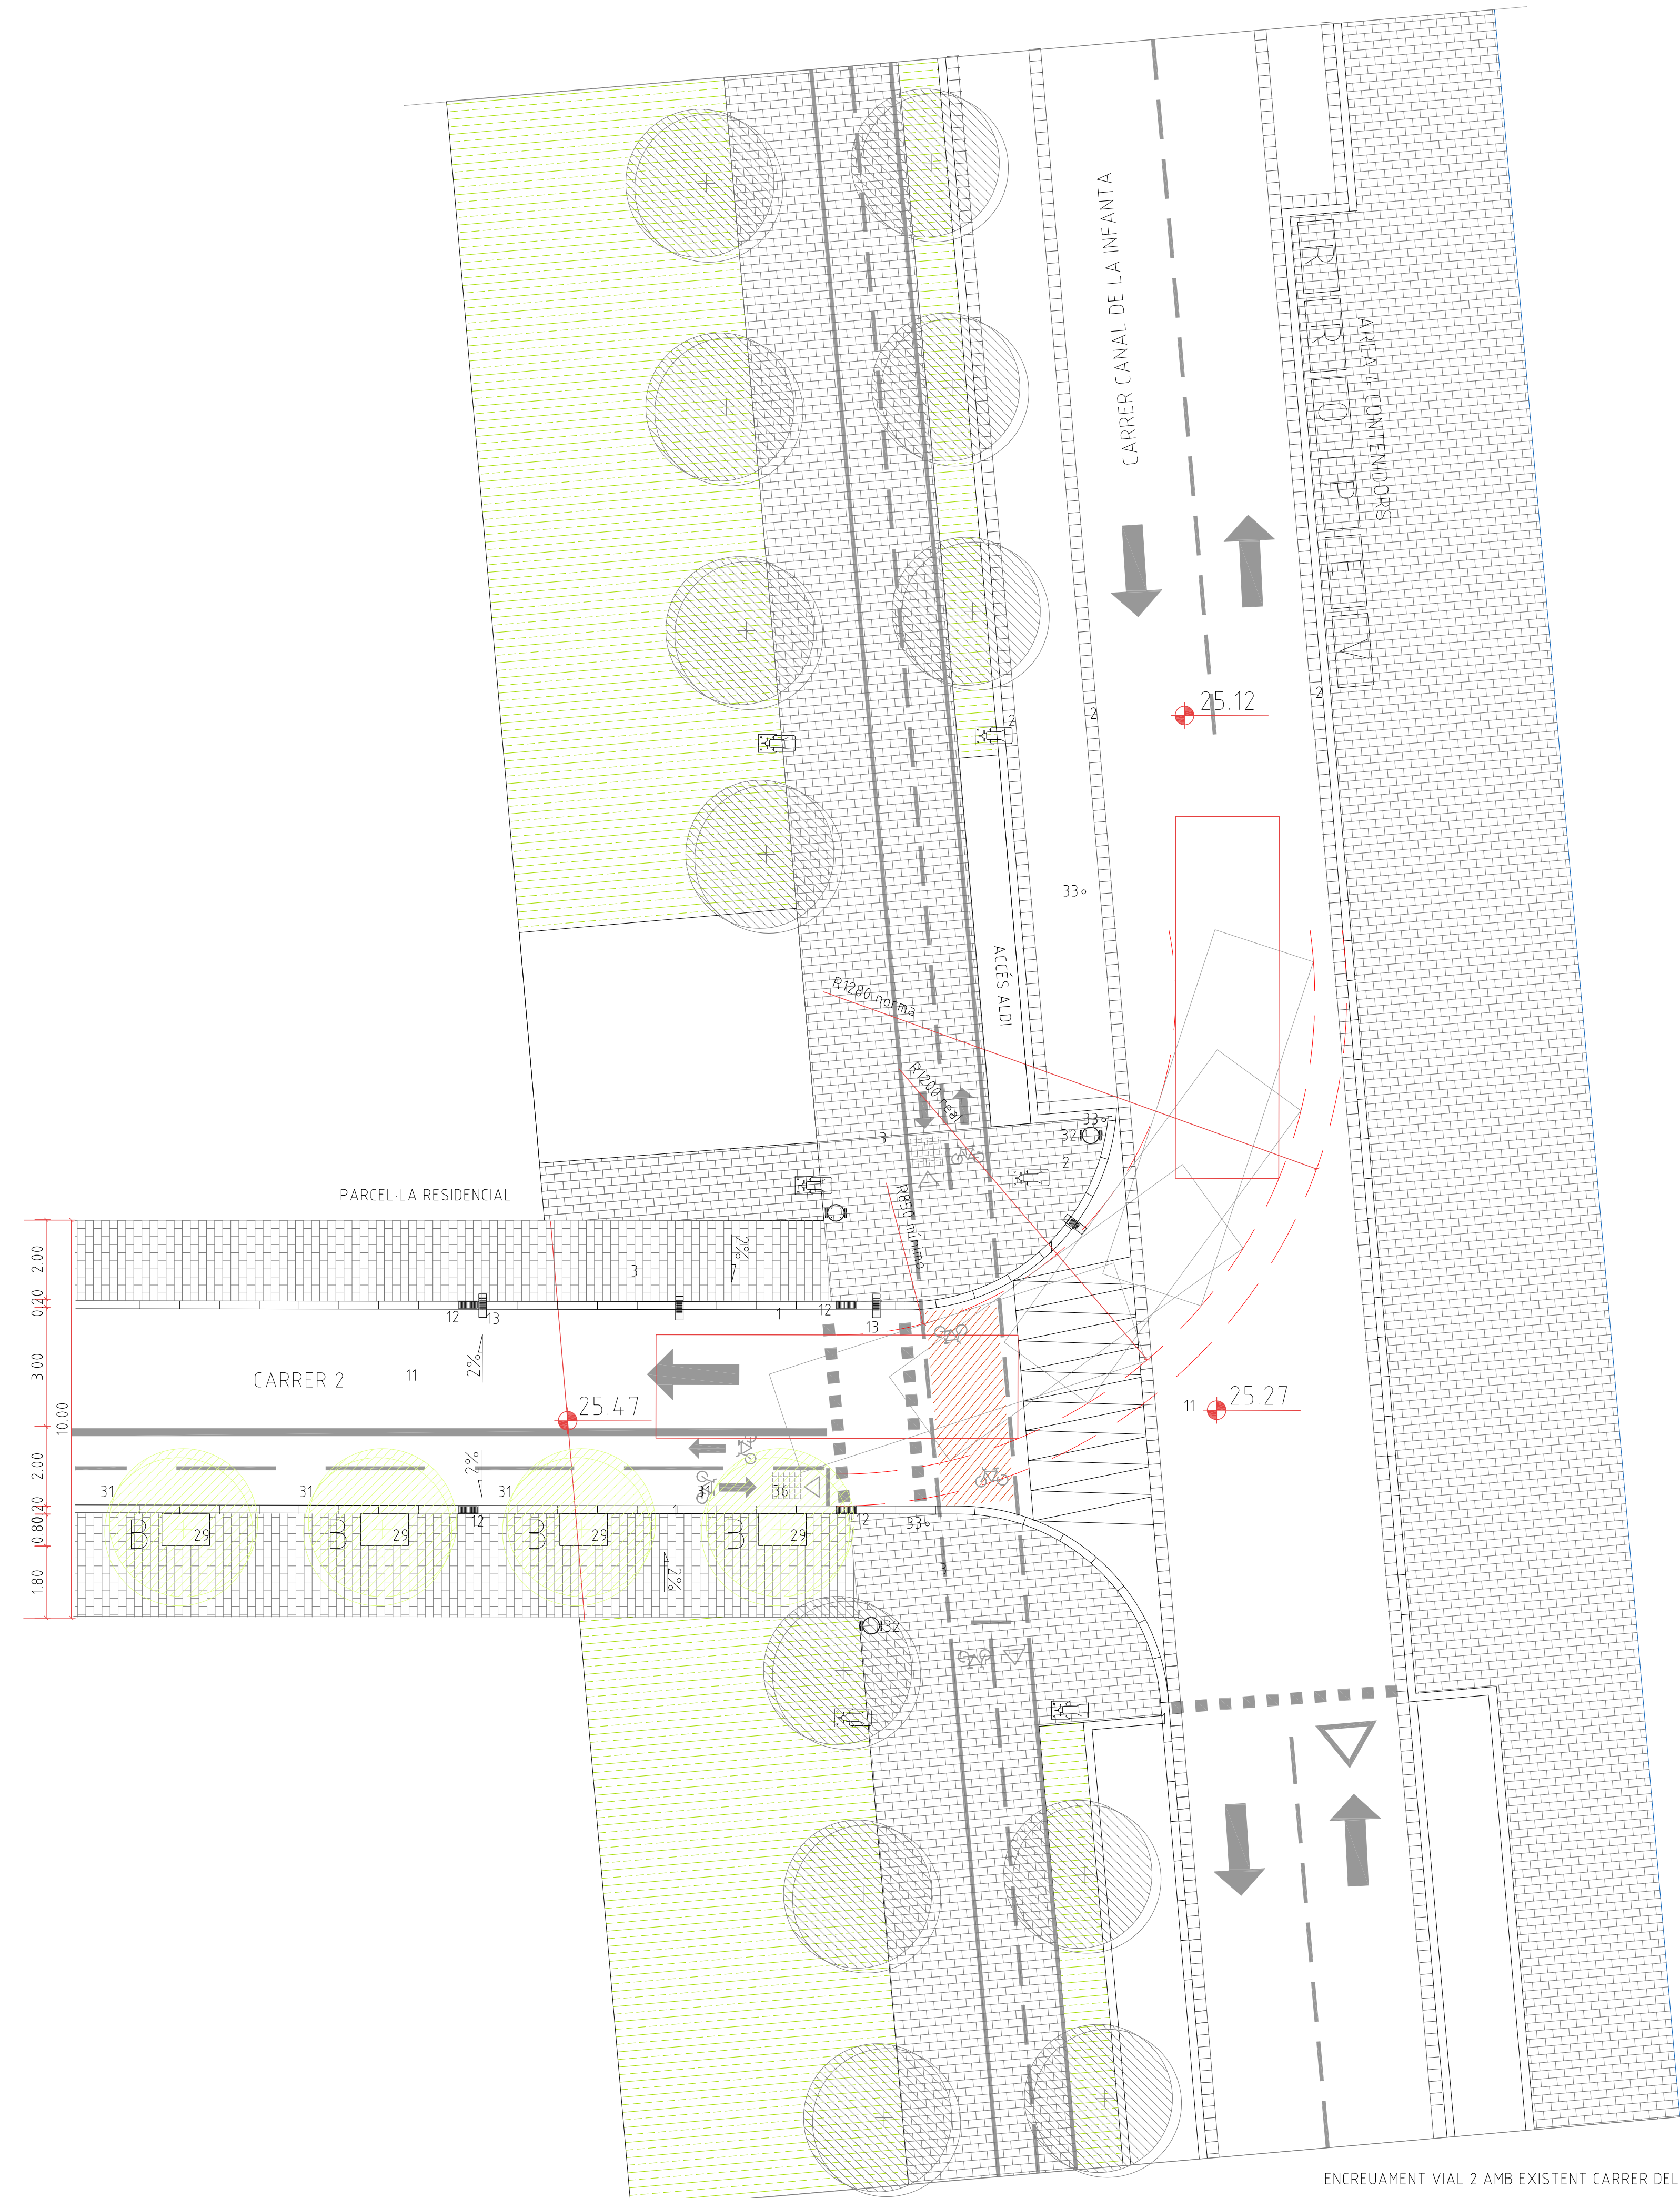 CARRER CANAL DE LA INFANTA
R
R
O
P
E
V
AREA 4 CONTENIDORS
2
25.12
2
2
33
ACCÉS ALDI
R1280 norma
R1200 real
33
32
3
2
R850 mínimo
PARCEL·LA RESIDENCIAL
2.00
0.20
3.00
10.00
2.00
0.20
0.80
1.80
2%
3
12
13
1
12
13
1
CARRER 2
11
2%
25.47
11
25.27
2%
31
31
31
31
36
1
12
12
33
B
29
B
29
B
29
B
29
2%
3
32
ENCREUAMENT VIAL 2 AMB EXISTENT CARRER DEL